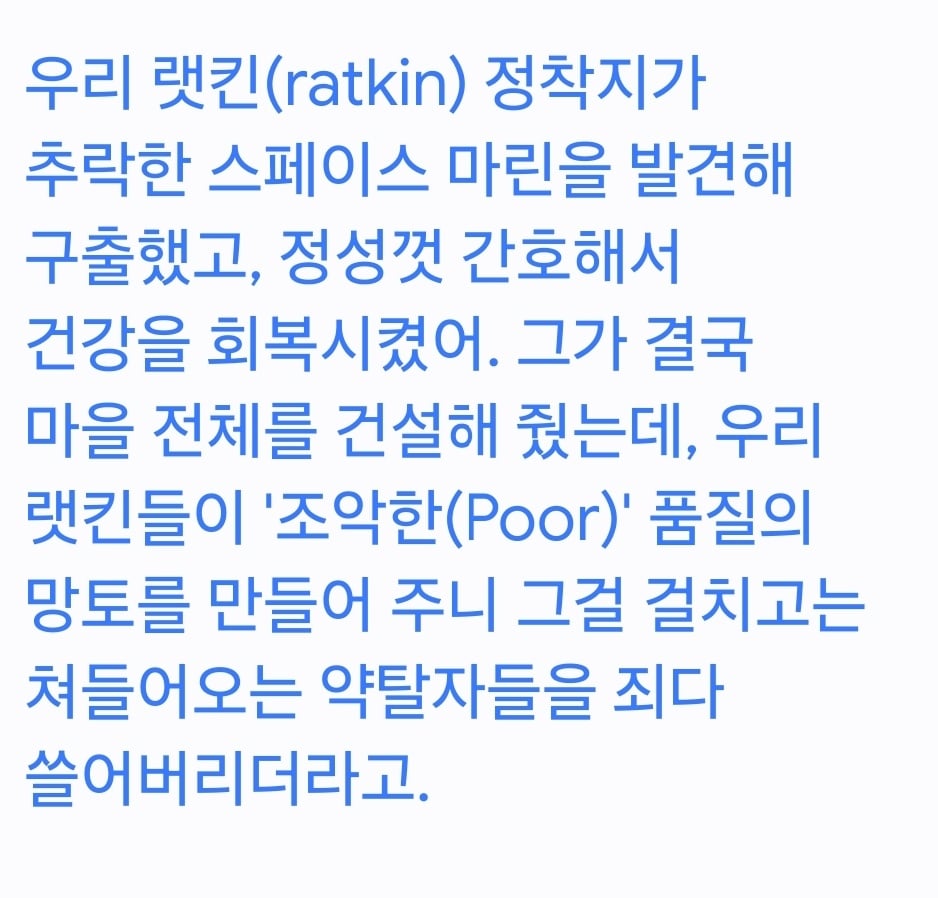 우리 랫킨(ratkin) 정착지가
추락한 스페이스 마린을 발견해
구출했고, 정성껏 간호해서
건강을 회복시켰어. 그가 결국
마을 전체를 건설해 줬는데, 우리
랫킨들이 '조악한(Poor)' 품질의
망토를 만들어 주니 그걸 걸치고는
쳐들어오는 약탈자들을 죄다
쓸어버리더라고.